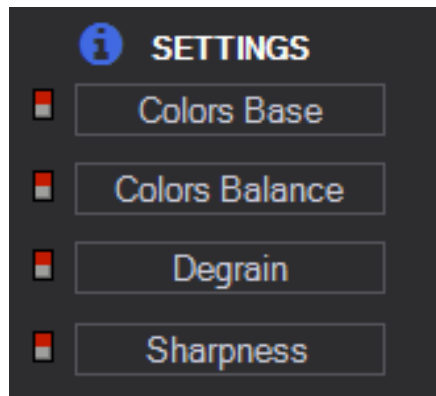 SETTINGS
Colors Base
Colors Balance
Degrain
Sharpness